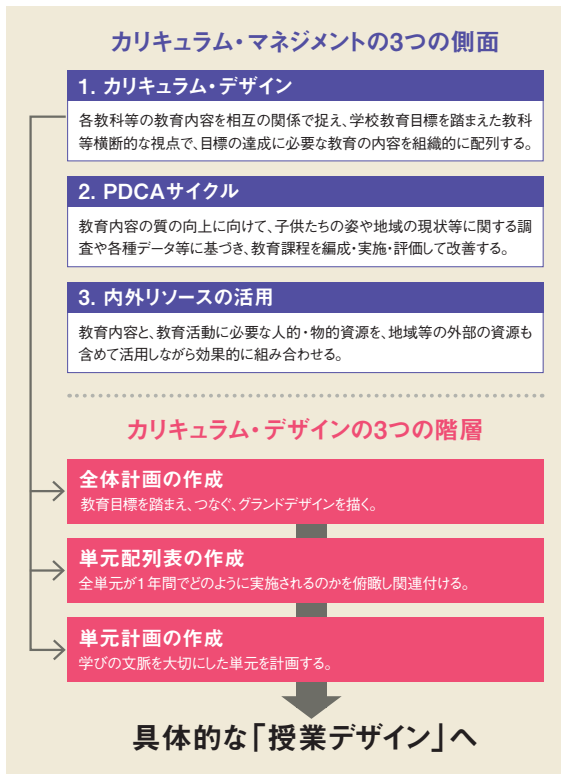 カリキュラム・マネジメントの3つの側面
1. カリキュラム・デザイン
各教科等の教育内容を相互の関係で捉え、学校教育目標を踏まえた教科
等横断的な視点で、目標の達成に必要な教育の内容を組織的に配列する。
2. PDCAサイクル
教育内容の質の向上に向けて、子供たちの姿や地域の現状等に関する調
査や各種データ等に基づき、教育課程を編成・実施・評価して改善する。
3. 内外リソースの活用
教育内容と、教育活動に必要な人的・物的資源を、地域等の外部の資源も
含めて活用しながら効果的に組み合わせる。
カリキュラム・デザインの3つの階層
全体計画の作成
教育目標を踏まえ、つなぐ、グランドデザインを描く。
単元配列表の作成
全単元が1年間でどのように実施されるのかを俯瞰し関連付ける。
単元計画の作成
学びの文脈を大切にした単元を計画する。
具体的な「授業デザイン」へ